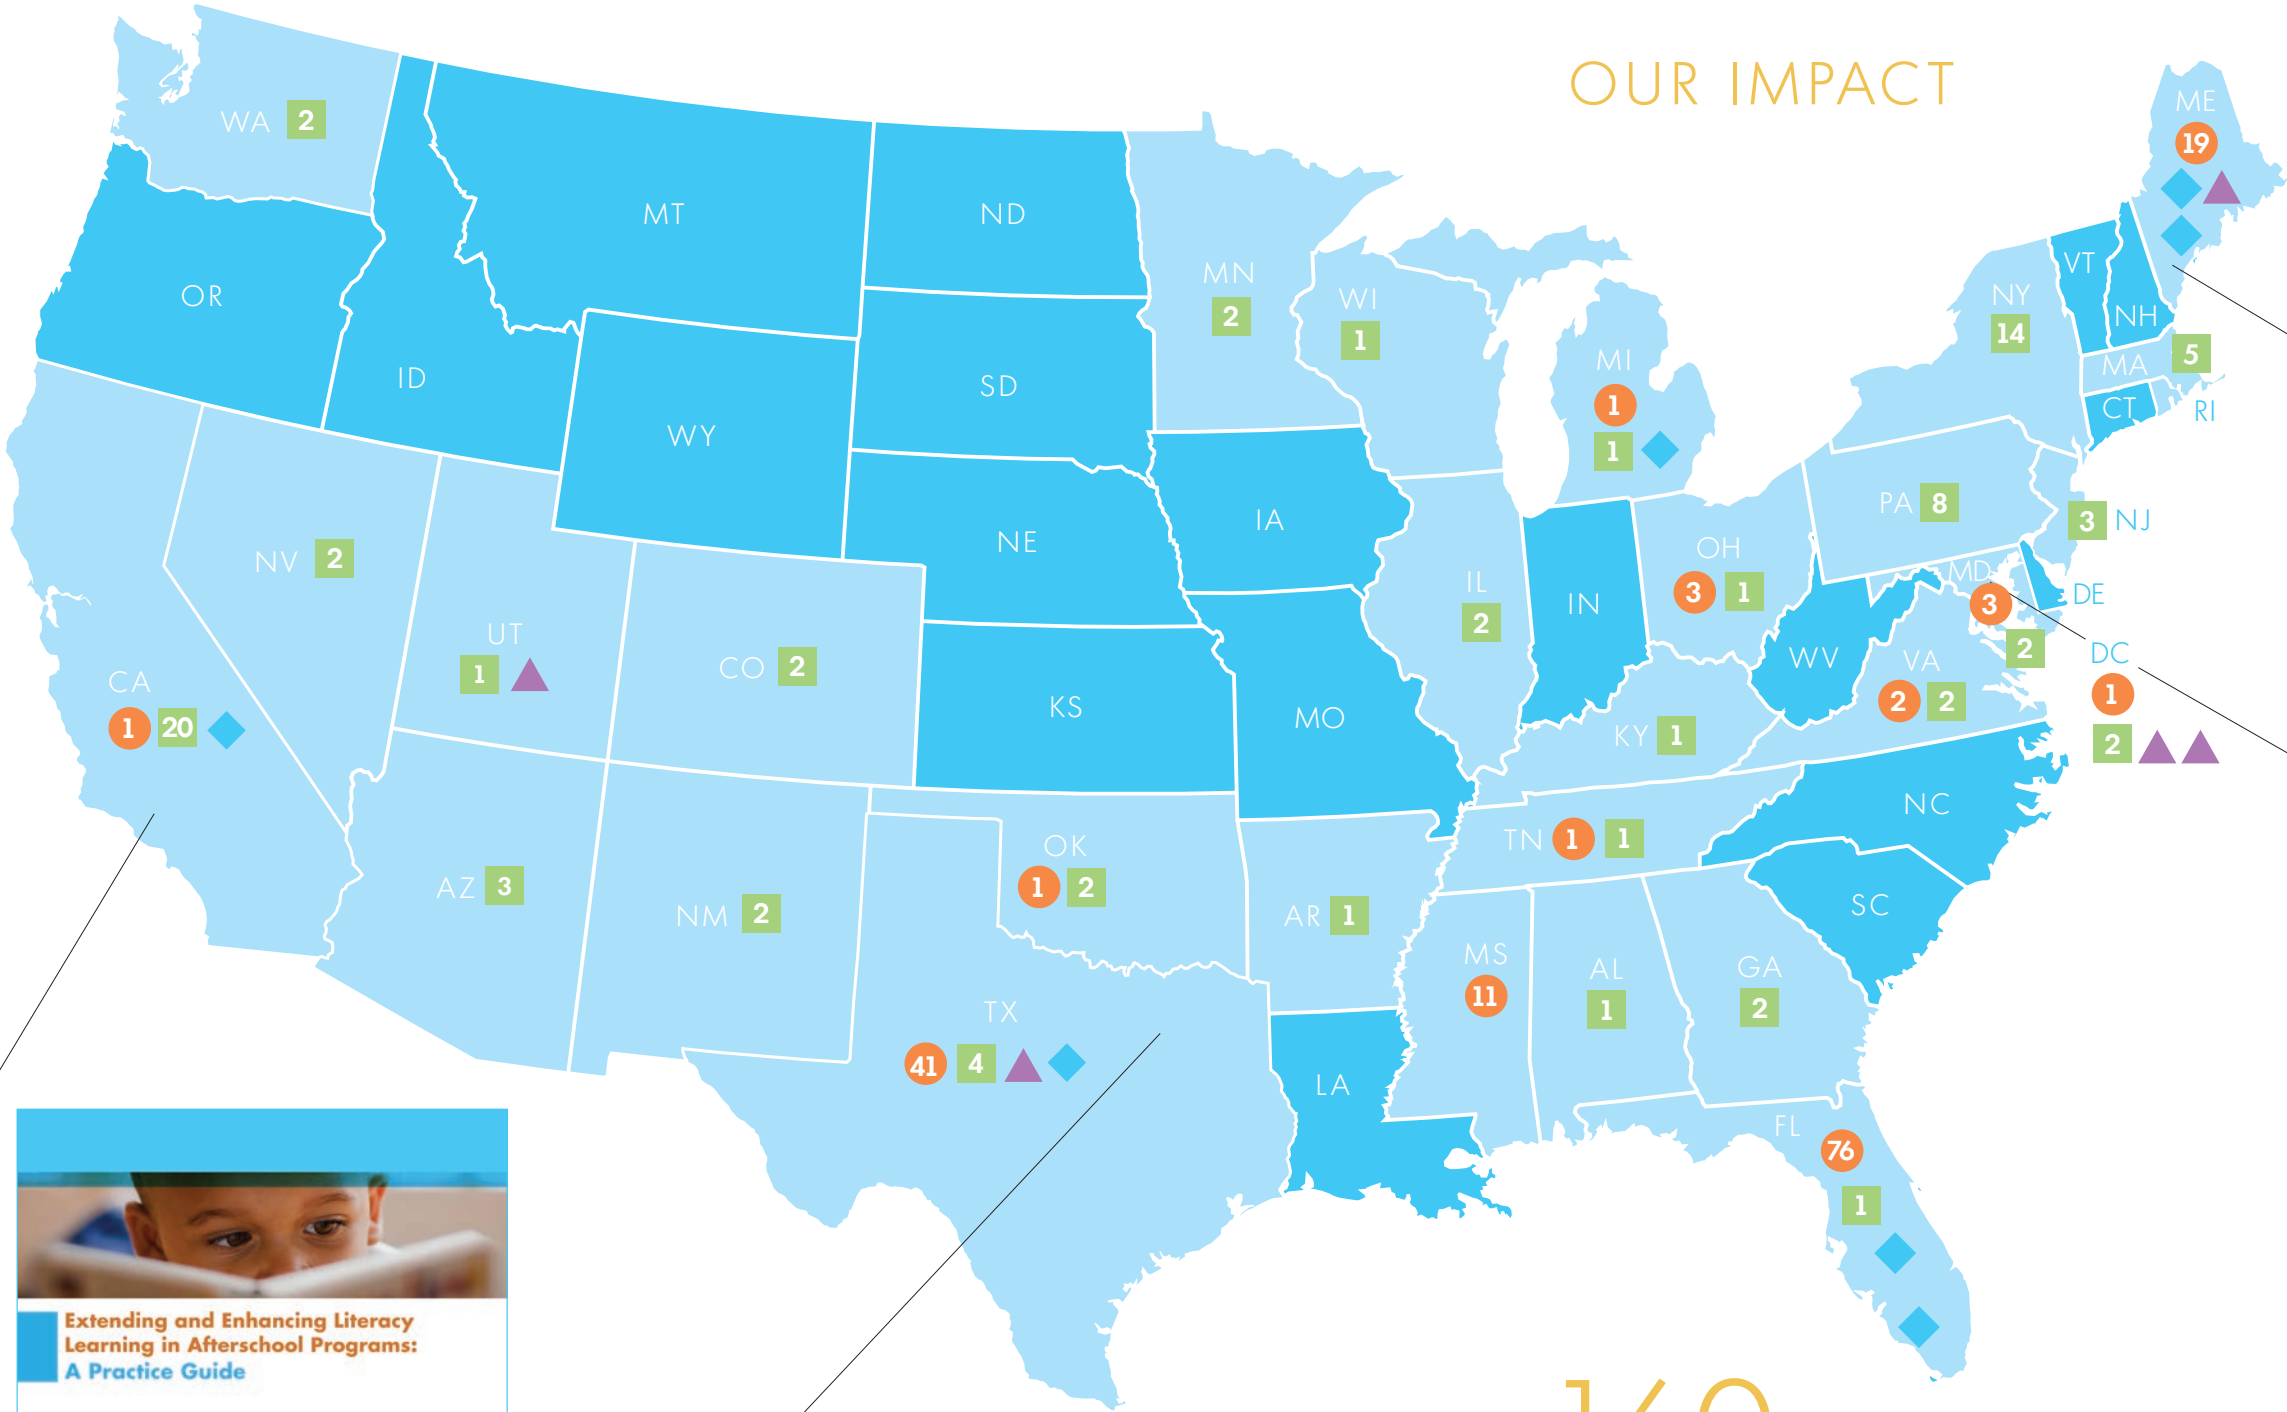 OUR IMPACT
WA 2
OR
MT
ND
ID
WY
SD
NE
MN
2
WI
1
MI
1
1
IA
IL
2
IN
OH
3 1
ME
19
VT
NH
NY
14
MA 5
CT
RI
PA 8
3 NJ
MD
3
2
DE
DC
1
2
WV
VA
2 2
KY 1
NV 2
UT
1
CO 2
KS
MO
CA
1 20
AZ 3
NM 2
OK
1 2
AR 1
TN 1 1
NC
SC
MS
11
AL
1
GA
2
TX
41 4
LA
FL
76
1
Extending and Enhancing Literacy
Learning in Afterschool Programs:
A Practice Guide